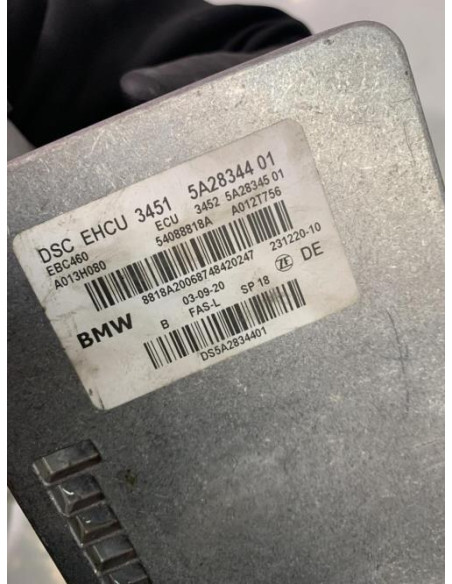 DSC EHCU 3451 5A28344 01
EBC460 ECU 3452 5A28345 01
A013H080 54088818A A012T756
8818A20068748420247 231220-10
BMW 03-09-20 ZF DE
B FAS-L SP 18
DS5A2834401